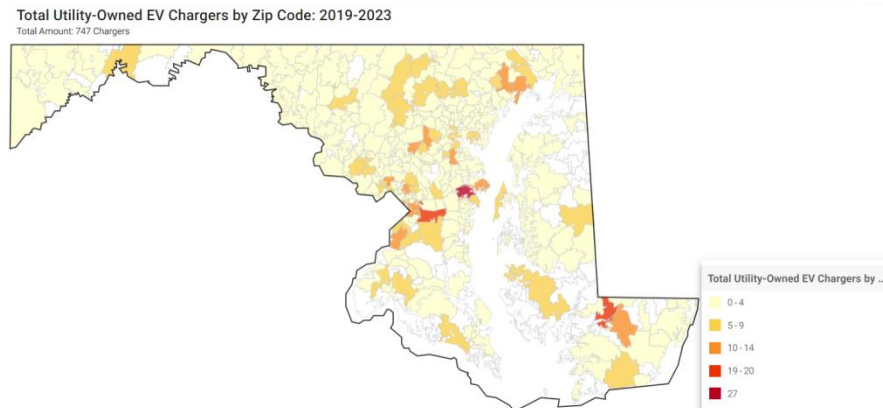 Total Utility-Owned EV Chargers by Zip Code: 2019-2023
Total Amount: 747 Chargers
Total Utility-Owned EV Chargers by ...
0 - 4
5 - 9
10 - 14
19 - 20
27